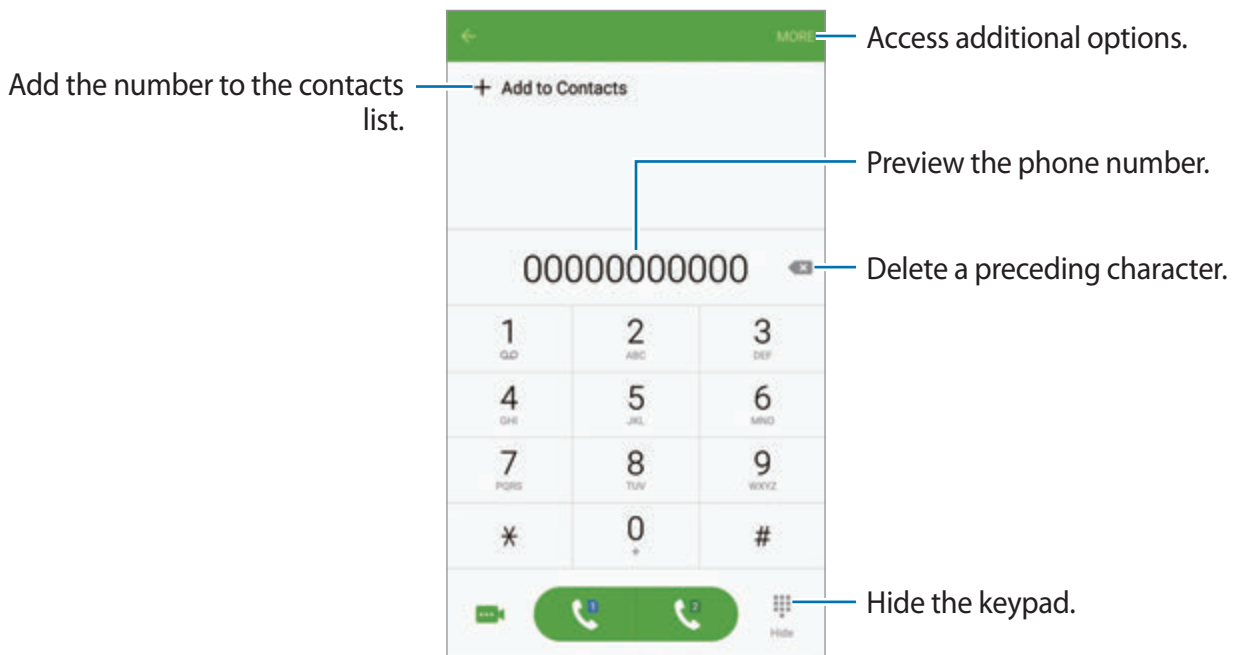 MORE
Access additional options.
Add the number to the contacts
list.
+ Add to Contacts
Preview the phone number.
00000000000
Delete a preceding character.
1
2
ABC
3
DEF
4
GHI
5
JKL
6
MNO
7
PQRS
8
TUV
9
WXYZ
*
0
+
#
1
2
Hide
Hide the keypad.